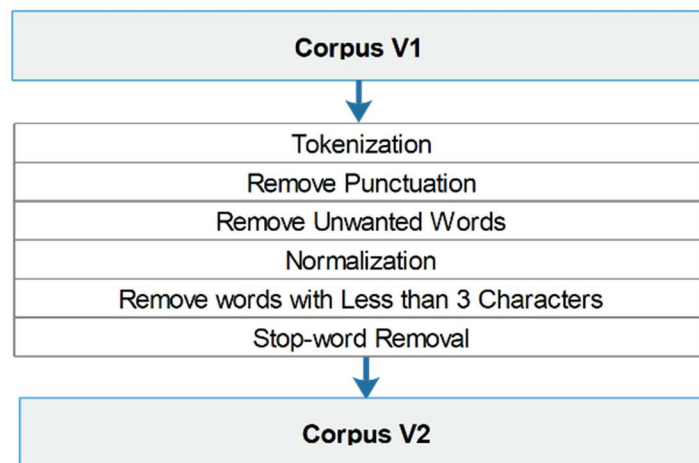 Corpus V1
Tokenization
Remove Punctuation
Remove Unwanted Words
Normalization
Remove words with Less than 3 Characters
Stop-word Removal
Corpus V2